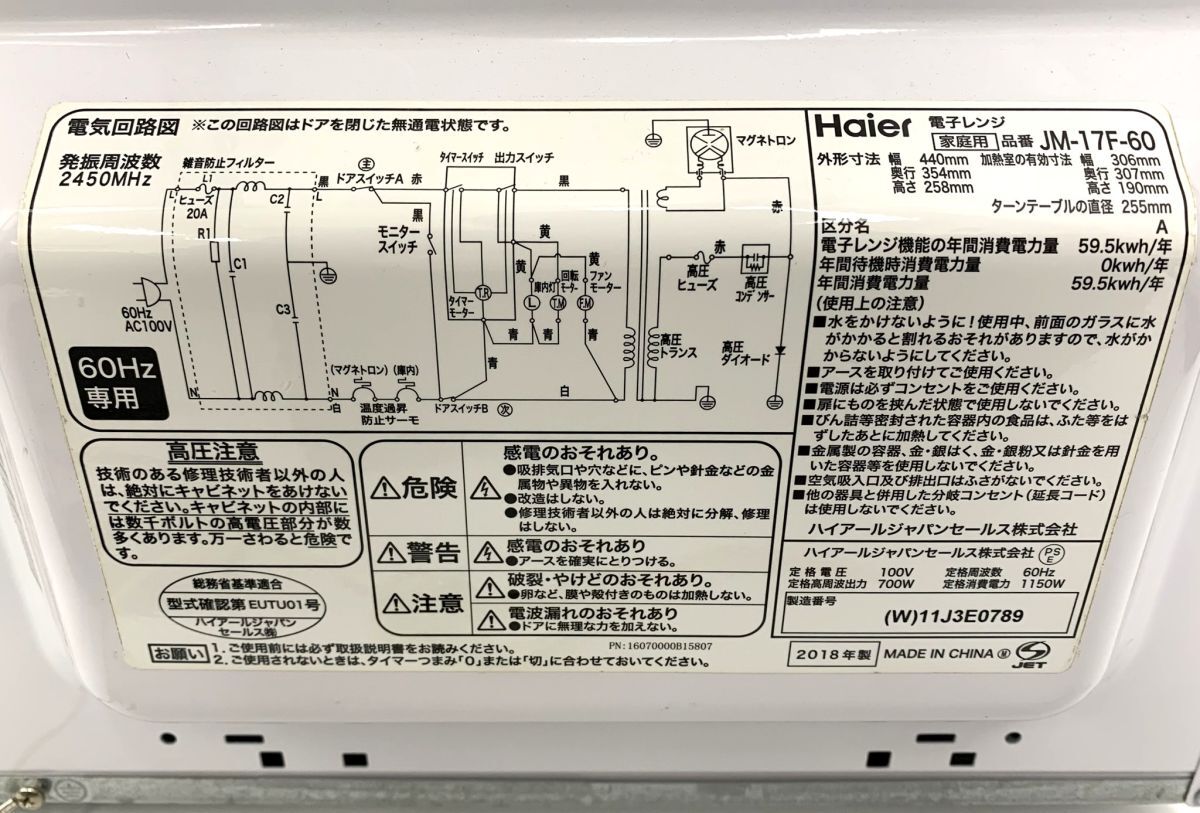 電気回路図 ※この回路図はドアを閉じた無通電状態です。
発振周波数
2450MHz
雑音防止フィルター
L1
L
ヒューズ
20A
R1
C1
C2
C3
黒
L
主
ドアスイッチA 赤
黒
モニター
スイッチ
タイマースイッチ 出力スイッチ
黒
黄
黄
黄
庫内灯
回転
モーター
ファン
モーター
タイマー
モーター
T.R
L
T.M
F.M
青
青
青
青
白
マグネトロン
赤
赤
高圧
ヒューズ
高圧
コンデンサー
高圧
トランス
高圧
ダイオード
60Hz
AC100V
60Hz
専用
N
N
白
(マグネトロン) (庫内)
温度過昇
防止サーモ
ドアスイッチB 次
高圧注意
技術のある修理技術者以外の人
は、絶対にキャビネットをあけない
でください。キャビネットの内部に
は数千ボルトの高電圧部分が数
多くあります。万一さわると危険で
す。
総務省基準適合
型式確認第EUTU01号
ハイアールジャパン
セールス㈱
危険
感電のおそれあり。
●吸排気口や穴などに、ピンや針金などの金
属物や異物を入れない。
●改造はしない。
●修理技術者以外の人は絶対に分解、修理
はしない。
警告
感電のおそれあり
●アースを確実にとりつける。
注意
破裂・やけどのおそれあり。
●卵など、膜や殻付きのものは加熱しない。
電波漏れのおそれあり
●ドアに無理な力を加えない。
お願い
1. ご使用前には必ず取扱説明書をお読みください。
2. ご使用されないときは、タイマーつまみ「0」または「切」に合わせておいてください。
PN:16070000B15807
Haier 電子レンジ
家庭用 品番 JM-17F-60
外形寸法 幅 440mm 加熱室の有効寸法 幅 306mm
奥行 354mm 奥行 307mm
高さ 258mm 高さ 190mm
ターンテーブルの直径 255mm
区分名 A
電子レンジ機能の年間消費電力量 59.5kwh/年
年間待機時消費電力量 0kwh/年
年間消費電力量 59.5kwh/年
(使用上の注意)
■水をかけないように!使用中、前面のガラスに水
がかかると割れるおそれがありますので、水がか
からないようにしてください。
■アースを取り付けてご使用ください。
■電源は必ずコンセントをご使用ください。
■扉にものを挟んだ状態で使用しないでください。
■びん詰等密封された容器内の食品は、ふた等をは
ずしたあとに加熱してください。
■金属製の容器、金・銀はく、金・銀粉又は針金を用
いた容器等を使用しないでください。
■空気吸入口及び排出口はふさがないでください。
■他の器具と併用した分岐コンセント(延長コード)
は使用しないでください。
ハイアールジャパンセールス株式会社
ハイアールジャパンセールス株式会社 PSE
定格電圧 100V 定格周波数 60Hz
定格高周波出力 700W 定格消費電力 1150W
製造番号
(W)11J3E0789
2018年製 MADE IN CHINA
JET